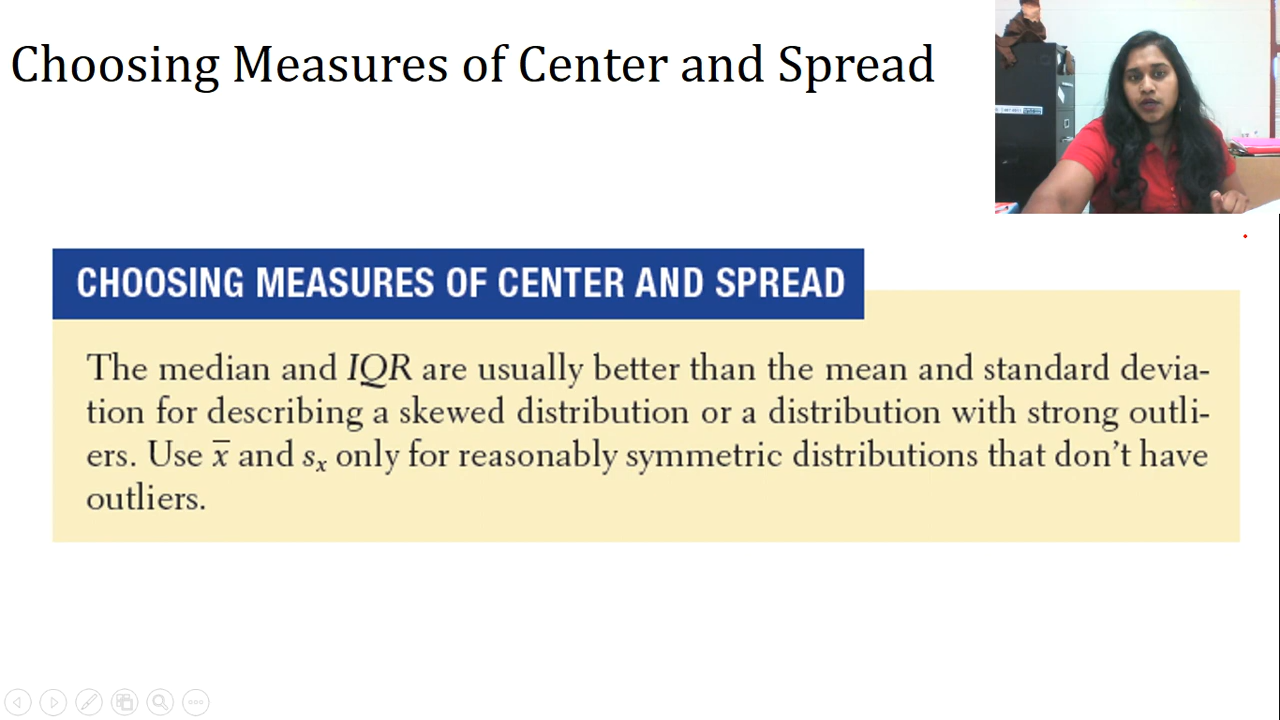 Choosing Measures of Center and Spread
CHOOSING MEASURES OF CENTER AND SPREAD
The median and IQR are usually better than the mean and standard devia-
tion for describing a skewed distribution or a distribution with strong outli-
ers. Use x̄ and sₓ only for reasonably symmetric distributions that don’t have
outliers.